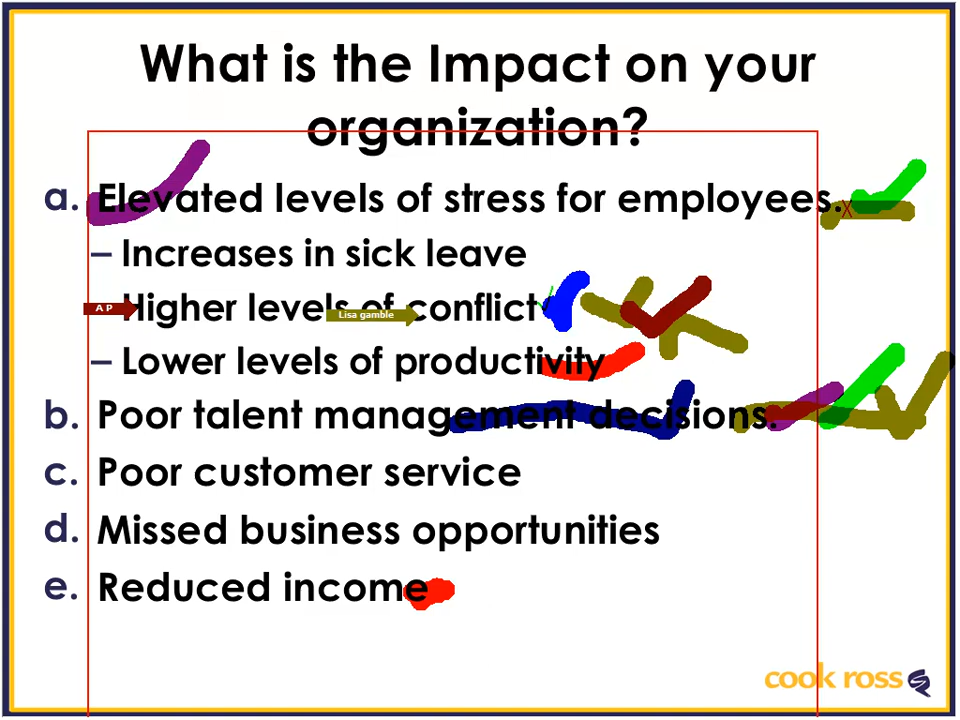 What is the Impact on your
organization?
a. Elevated levels of stress for employees.
– Increases in sick leave
A P
Higher levels of conflict
Lisa gamble
– Lower levels of productivity
b. Poor talent management decisions.
c. Poor customer service
d. Missed business opportunities
e. Reduced income
cook ross